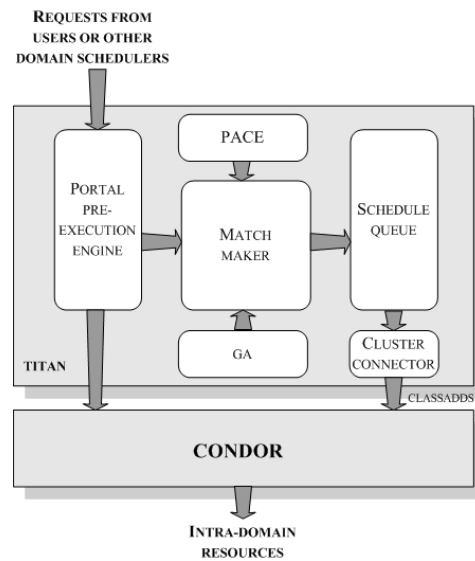 REQUESTS FROM
USERS OR OTHER
DOMAIN SCHEDULERS
PORTAL
PRE-
EXECUTION
ENGINE
PACE
MATCH
MAKER
GA
SCHEDULE
QUEUE
CLUSTER
CONNECTOR
TITAN
CLASSADDS
CONDOR
INTRA-DOMAIN
RESOURCES